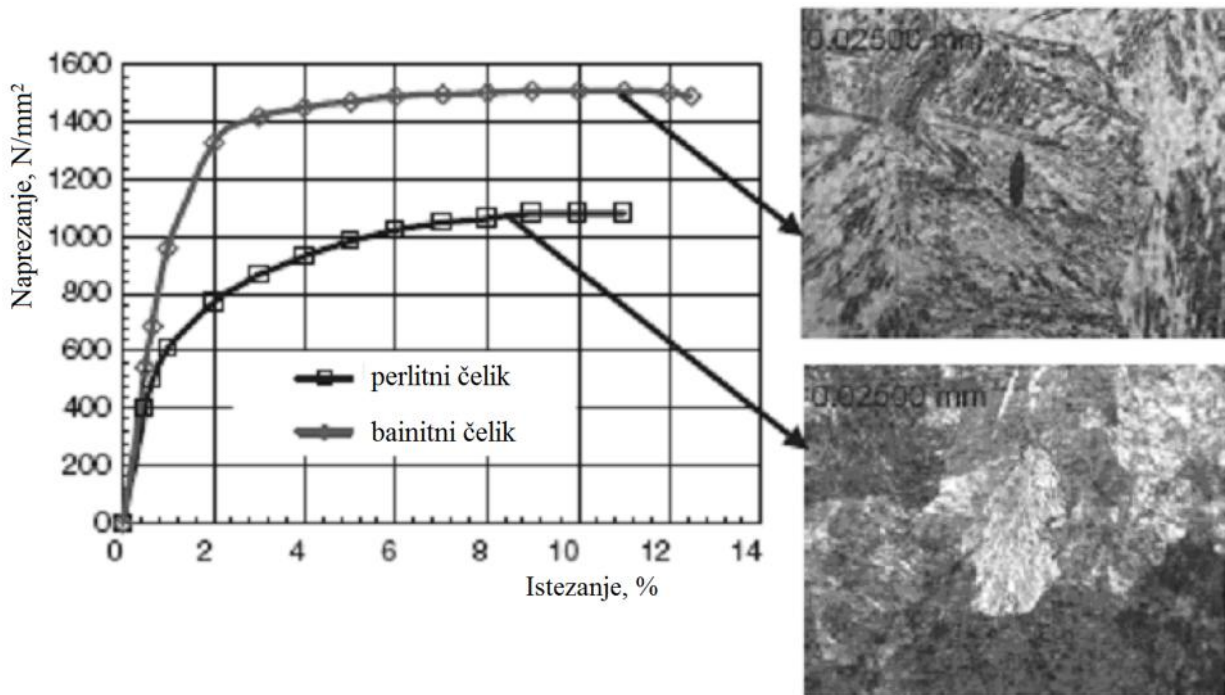 Naprezanje, N/mm²
1600
1400
1200
1000
800
600
400
200
0
0 2 4 6 8 10 12 14
Istezanje, %
perlitni čelik
bainitni čelik
0.02500 mm
0.02500 mm